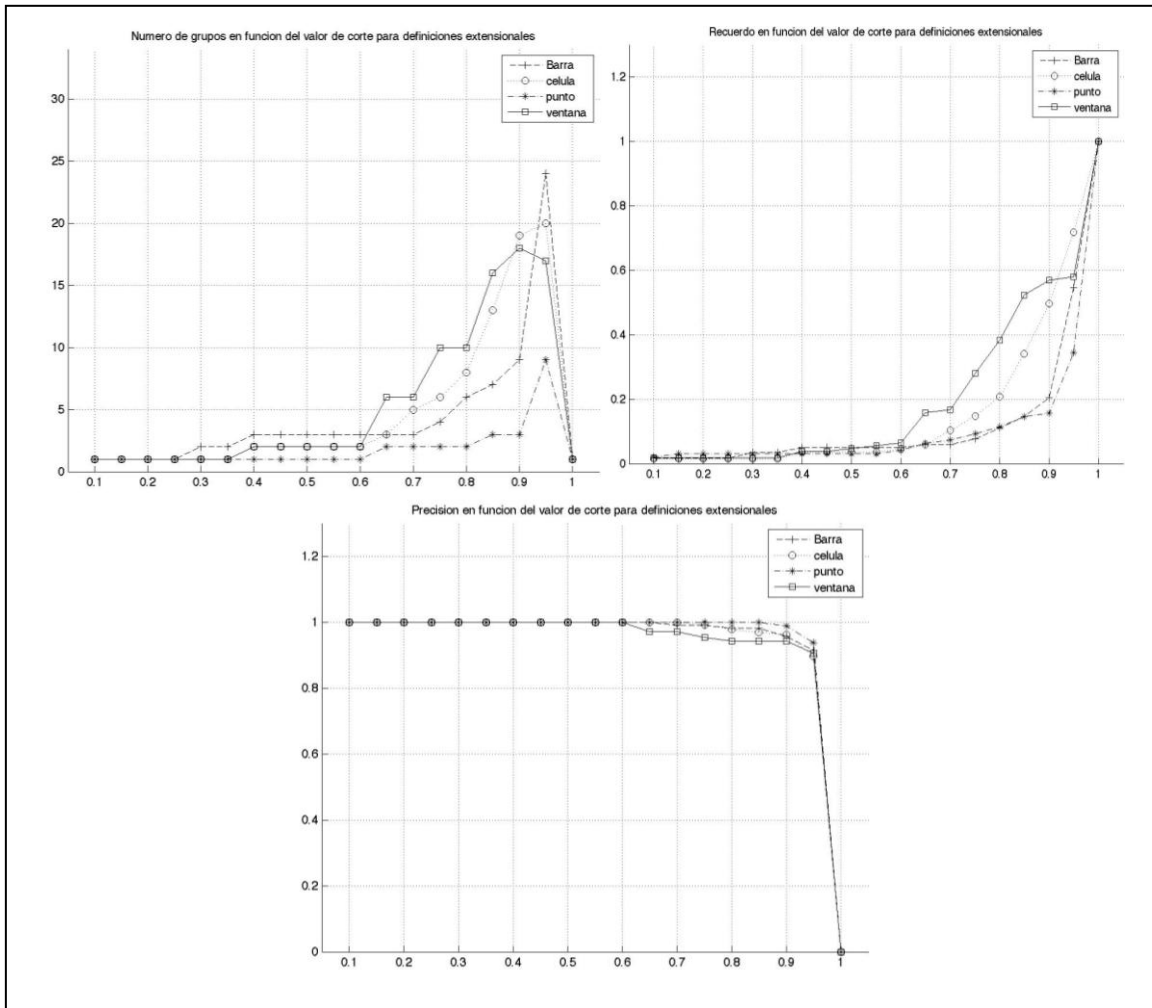 Numero de grupos en funcion del valor de corte para definiciones extensionales
Barra
celula
punto
ventana
30
25
20
15
10
5
0
0.1 0.2 0.3 0.4 0.5 0.6 0.7 0.8 0.9 1
Recuerdo en funcion del valor de corte para definiciones extensionales
Barra
celula
punto
ventana
1.2
1
0.8
0.6
0.4
0.2
0
0.1 0.2 0.3 0.4 0.5 0.6 0.7 0.8 0.9 1
Precision en funcion del valor de corte para definiciones extensionales
Barra
celula
punto
ventana
1.2
1
0.8
0.6
0.4
0.2
0
0.1 0.2 0.3 0.4 0.5 0.6 0.7 0.8 0.9 1